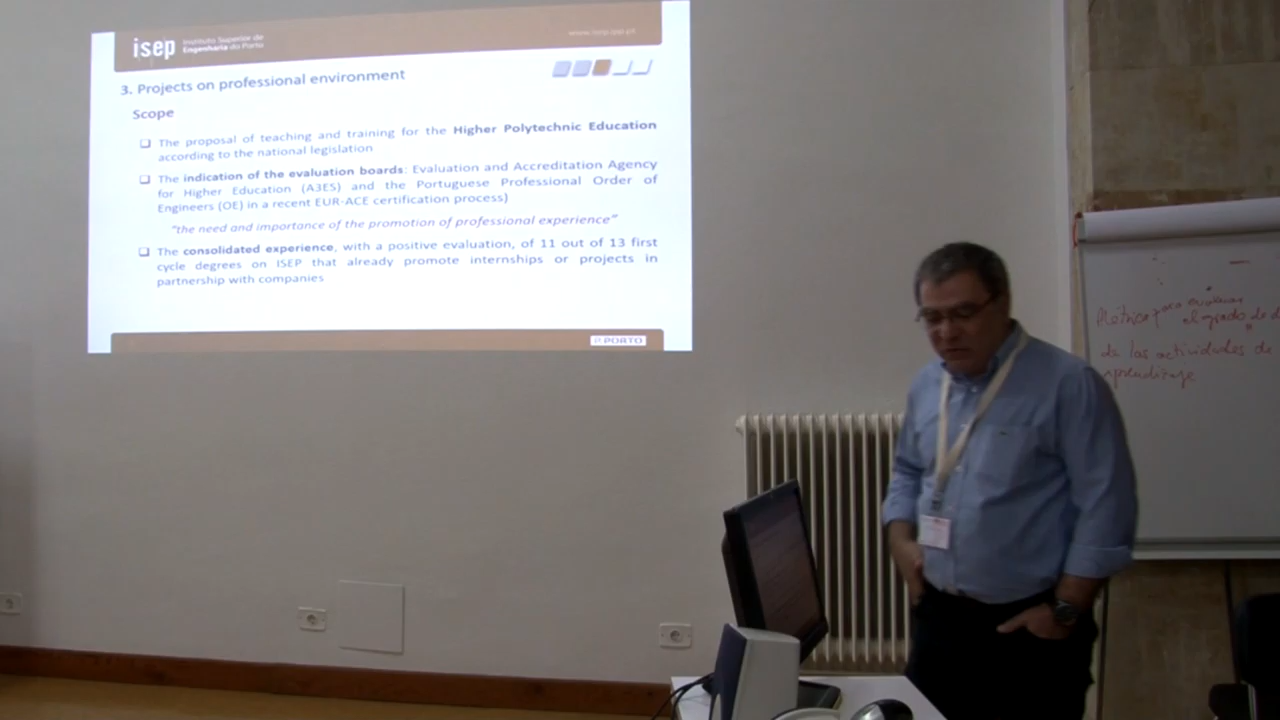 isep Instituto Superior de
Engenharia do Porto
www.isep.ipp.pt
3. Projects on professional environment
Scope
❑ The proposal of teaching and training for the Higher Polytechnic Education
according to the national legislation
❑ The indication of the evaluation boards: Evaluation and Accreditation Agency
for Higher Education (A3ES) and the Portuguese Professional Order of
Engineers (OE) in a recent EUR-ACE certification process)
"the need and importance of the promotion of professional experience"
❑ The consolidated experience, with a positive evaluation, of 11 out of 13 first
cycle degrees on ISEP that already promote internships or projects in
partnership with companies
P.PORTO
Métrica para evaluar
el grado de
de las actividades de
aprendizaje